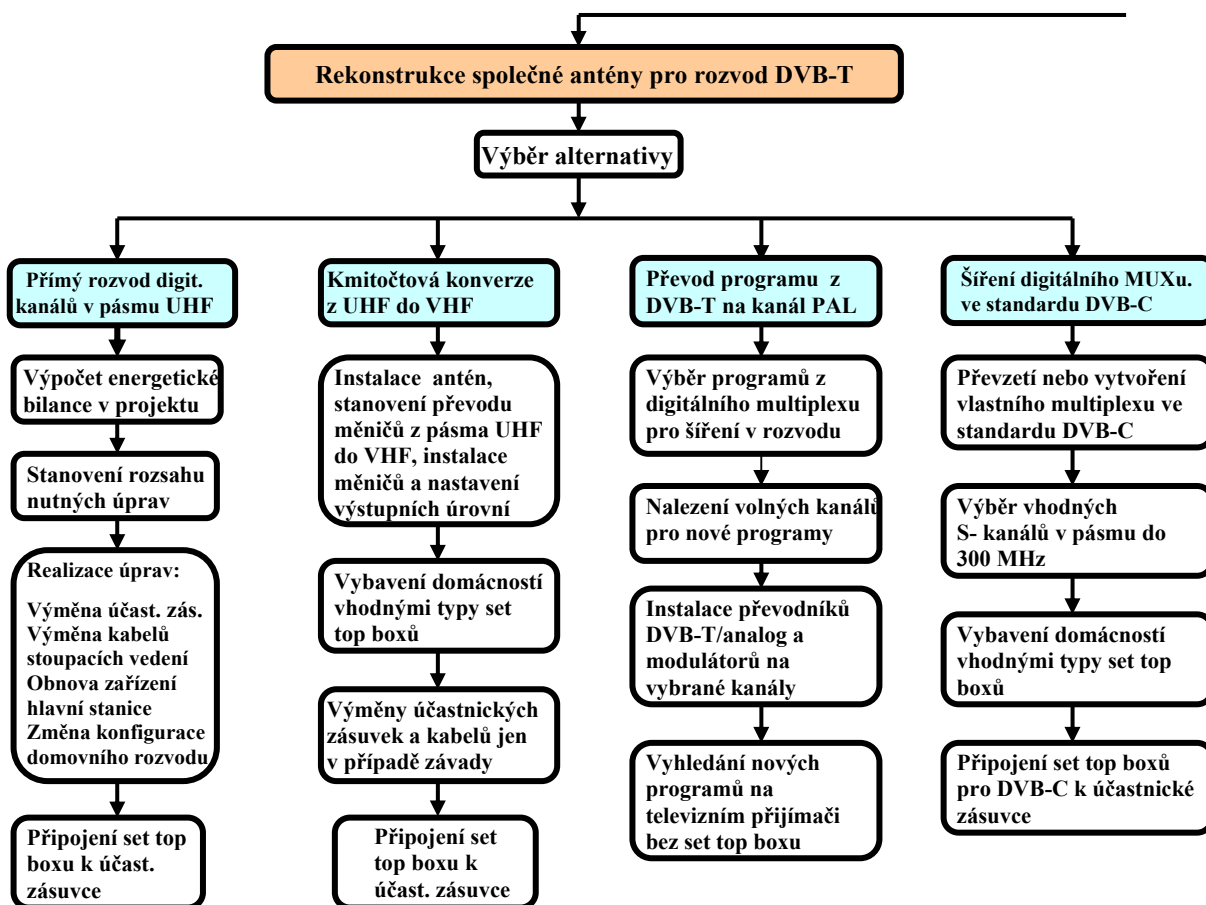 Rekonstrukce společné antény pro rozvod DVB-T
Výběr alternativy
Přímý rozvod digit.
kanálů v pásmu UHF
Výpočet energetické
bilance v projektu
Stanovení rozsahu
nutných úprav
Realizace úprav:
Výměna účast. zás.
Výměna kabelů
stoupacích vedení
Obnova zařízení
hlavní stanice
Změna konfigurace
domovního rozvodu
Připojení set top
boxu k účast.
zásuvce
Kmitočtová konverze
z UHF do VHF
Instalace antén,
stanovení převodu
měničů z pásma UHF
do VHF, instalace
měničů a nastavení
výstupních úrovní
Vybavení domácností
vhodnými typy set
top boxů
Výměny účastnických
zásuvek a kabelů jen
v případě závady
Připojení set
top boxu k
účast. zásuvce
Převod programu z
DVB-T na kanál PAL
Výběr programů z
digitálního multiplexu
pro šíření v rozvodu
Nalezení volných kanálů
pro nové programy
Instalace převodníků
DVB-T/analog a
modulátorů na
vybrané kanály
Vyhledání nových
programů na
televizním přijímači
bez set top boxu
Šíření digitálního MUXu.
ve standardu DVB-C
Převzetí nebo vytvoření
vlastního multiplexu ve
standardu DVB-C
Výběr vhodných
S- kanálů v pásmu do
300 MHz
Vybavení domácností
vhodnými typy set top
boxů
Připojení set top boxů
pro DVB-C k účastnické
zásuvce